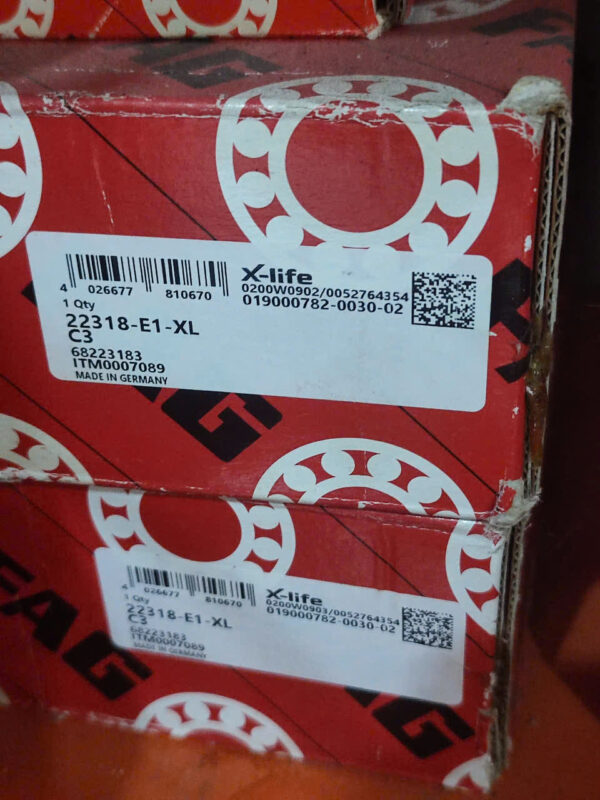 4 026677 810670
X-life
0200W0902/0052764354
019000782-0030-02
1 Qty
22318-E1-XL
C3
68223183
ITM0007089
MADE IN GERMANY
FAG
4 026677 810670
X-life
0200W0903/0052764354
019000782-0030-02
1 Qty
22318-E1-XL
C3
68223183
ITM0007089
MADE IN GERMANY
FAG
FAG